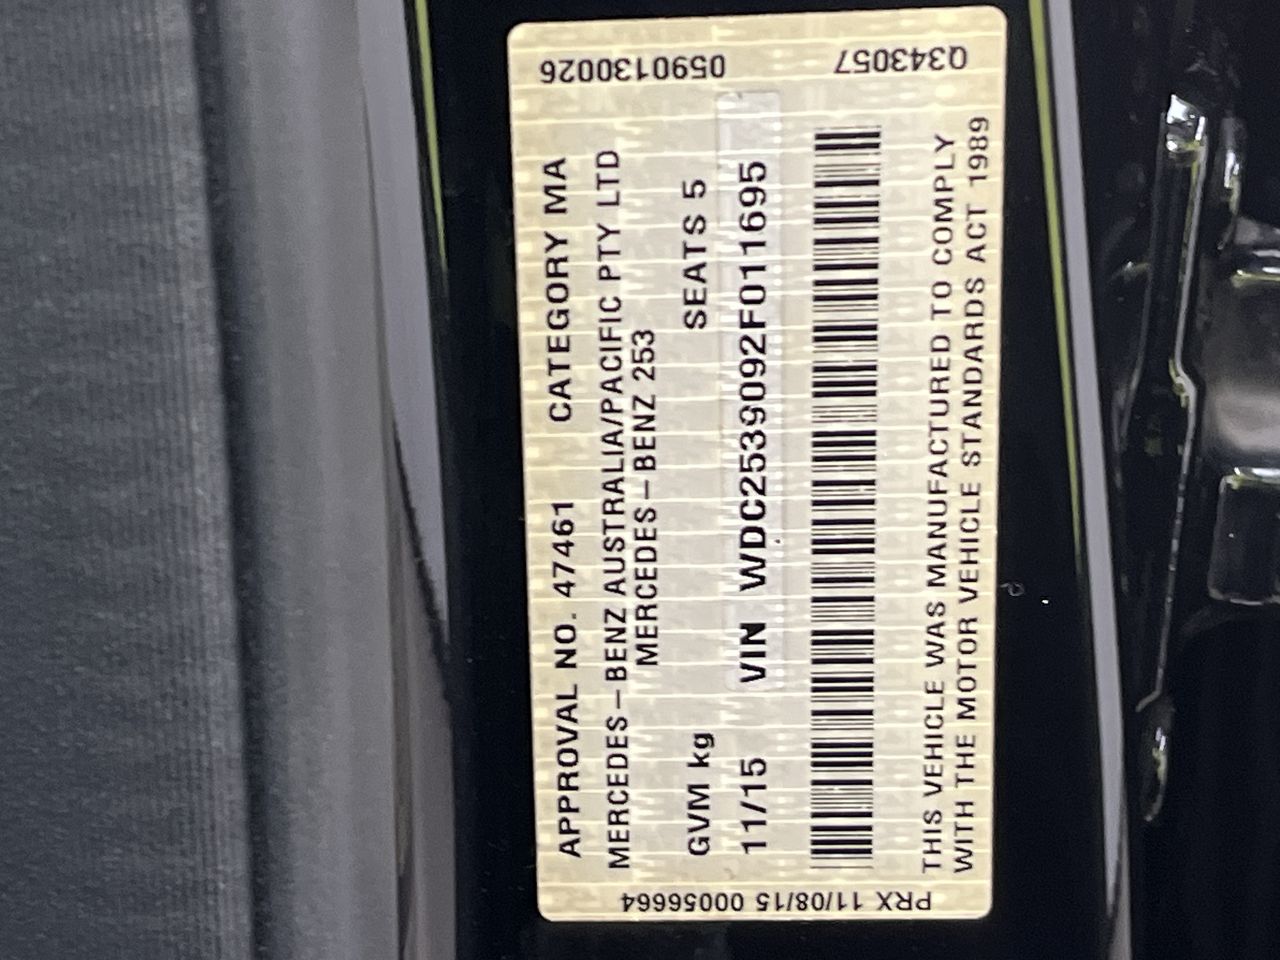 0590130026
Q343057
APPROVAL NO. 47461 CATEGORY MA
MERCEDES–BENZ AUSTRALIA/PACIFIC PTY LTD
MERCEDES–BENZ 253
GVM kg SEATS 5
11/15 VIN WDC2539092F011695
THIS VEHICLE WAS MANUFACTURED TO COMPLY
WITH THE MOTOR VEHICLE STANDARDS ACT 1989
PRX 11/08/15 00056664